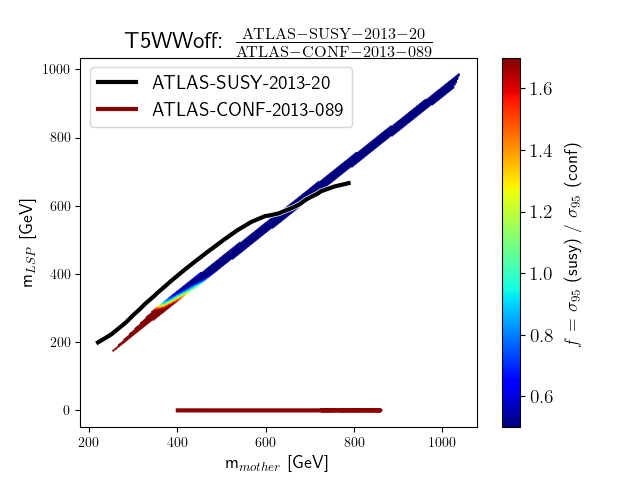 T5WWoff: ATLAS−SUSY−2013−20
ATLAS−CONF−2013−089
ATLAS-SUSY-2013-20
ATLAS-CONF-2013-089
1000
800
600
400
200
0
m_LSP [GeV]
200 400 600 800 1000
m_mother [GeV]
1.6
1.4
1.2
1.0
0.8
0.6
f = σ_95 (susy) / σ_95 (conf)